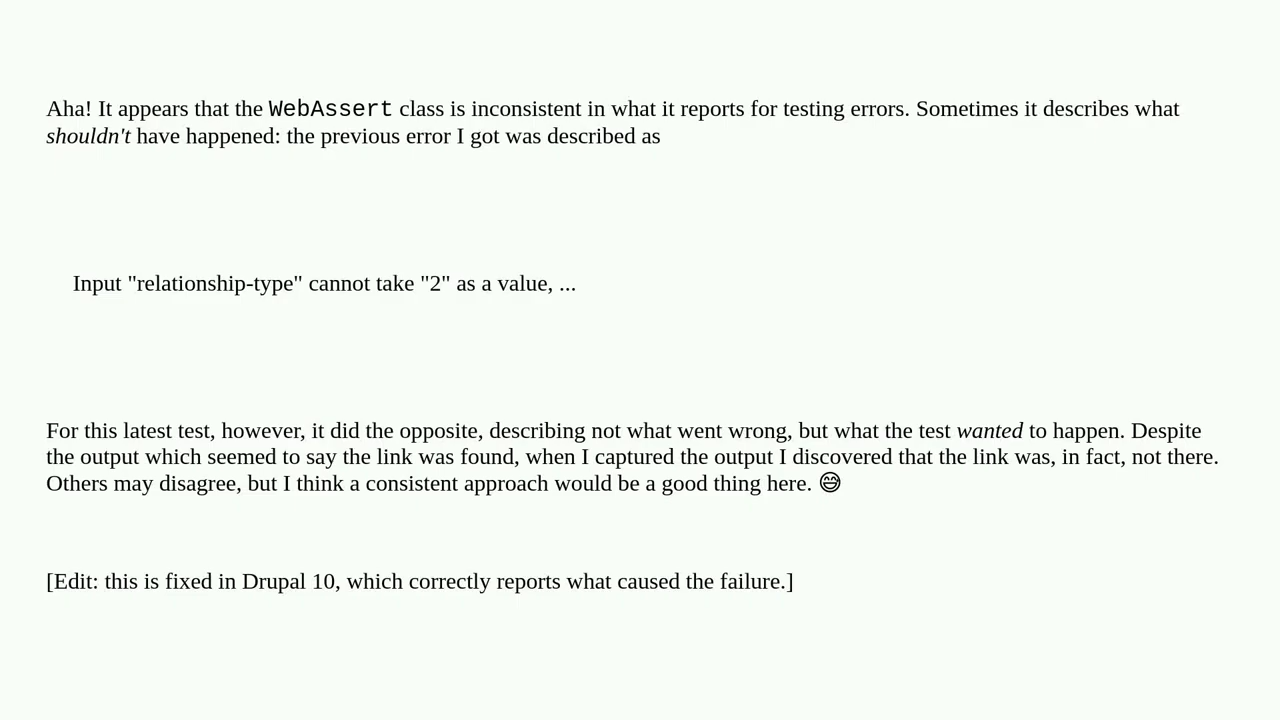 Aha! It appears that the WebAssert class is inconsistent in what it reports for testing errors. Sometimes it describes what
shouldn't have happened: the previous error I got was described as
Input "relationship-type" cannot take "2" as a value, ...
For this latest test, however, it did the opposite, describing not what went wrong, but what the test wanted to happen. Despite
the output which seemed to say the link was found, when I captured the output I discovered that the link was, in fact, not there.
Others may disagree, but I think a consistent approach would be a good thing here. 😅
[Edit: this is fixed in Drupal 10, which correctly reports what caused the failure.]